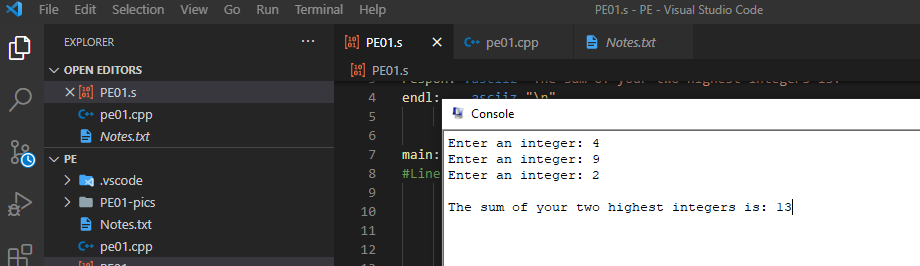 File Edit Selection View Go Run Terminal Help PE01.s - PE - Visual Studio Code
EXPLORER ...
PE01.s
pe01.cpp
Notes.txt
OPEN EDITORS
PE01.s
PE01.s
pe01.cpp
Notes.txt
PE
.vscode
PE01-pics
Notes.txt
pe01.cpp
4 endl: .asciiz "\n"
5
6
7 main:
8 #Line
9
10
11
12
Console
Enter an integer: 4
Enter an integer: 9
Enter an integer: 2
The sum of your two highest integers is: 13